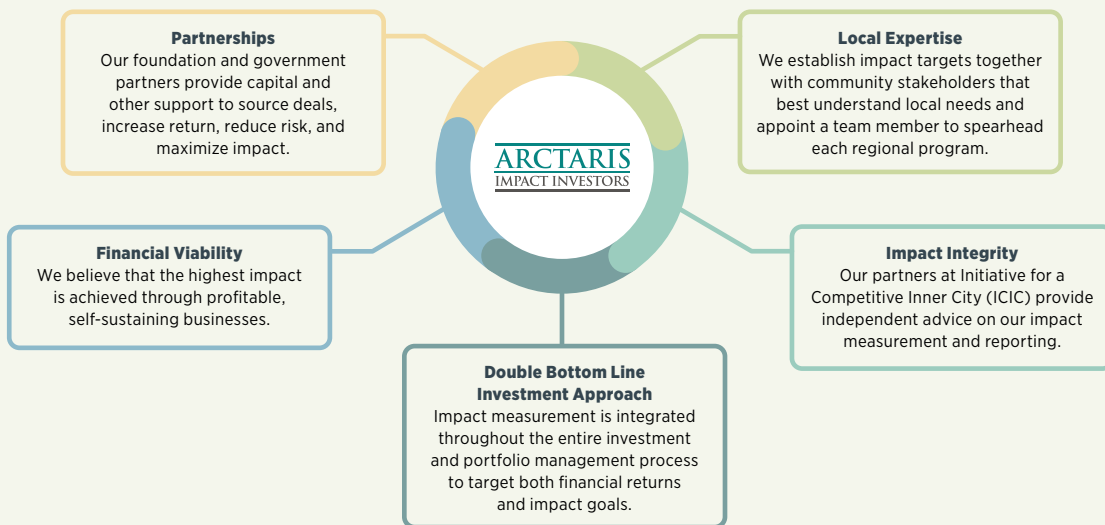 Partnerships
Our foundation and government
partners provide capital and
other support to source deals,
increase return, reduce risk, and
maximize impact.
Local Expertise
We establish impact targets together
with community stakeholders that
best understand local needs and
appoint a team member to spearhead
each regional program.
ARCTARIS
IMPACT INVESTORS
Financial Viability
We believe that the highest impact
is achieved through profitable,
self-sustaining businesses.
Impact Integrity
Our partners at Initiative for a
Competitive Inner City (ICIC) provide
independent advice on our impact
measurement and reporting.
Double Bottom Line
Investment Approach
Impact measurement is integrated
throughout the entire investment
and portfolio management process
to target both financial returns
and impact goals.